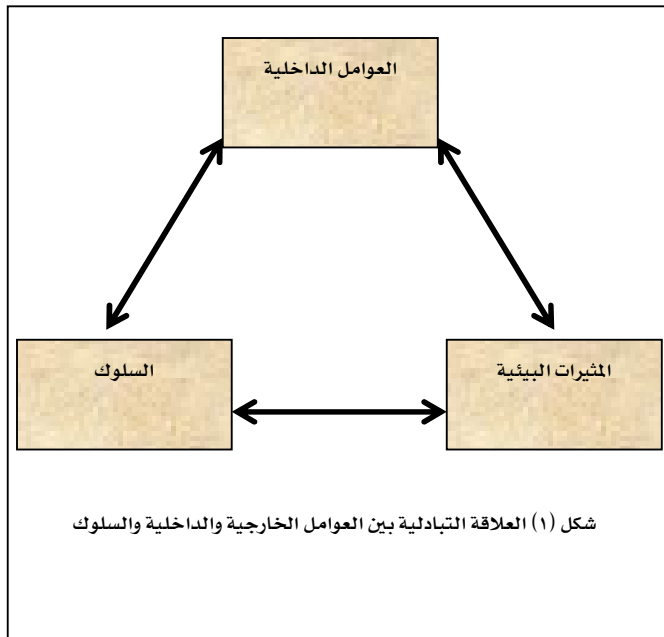 العوامل الداخلية
السلوك
المثيرات البيئية
شكل (١) العلاقة التبادلية بين العوامل الخارجية والداخلية والسلوك